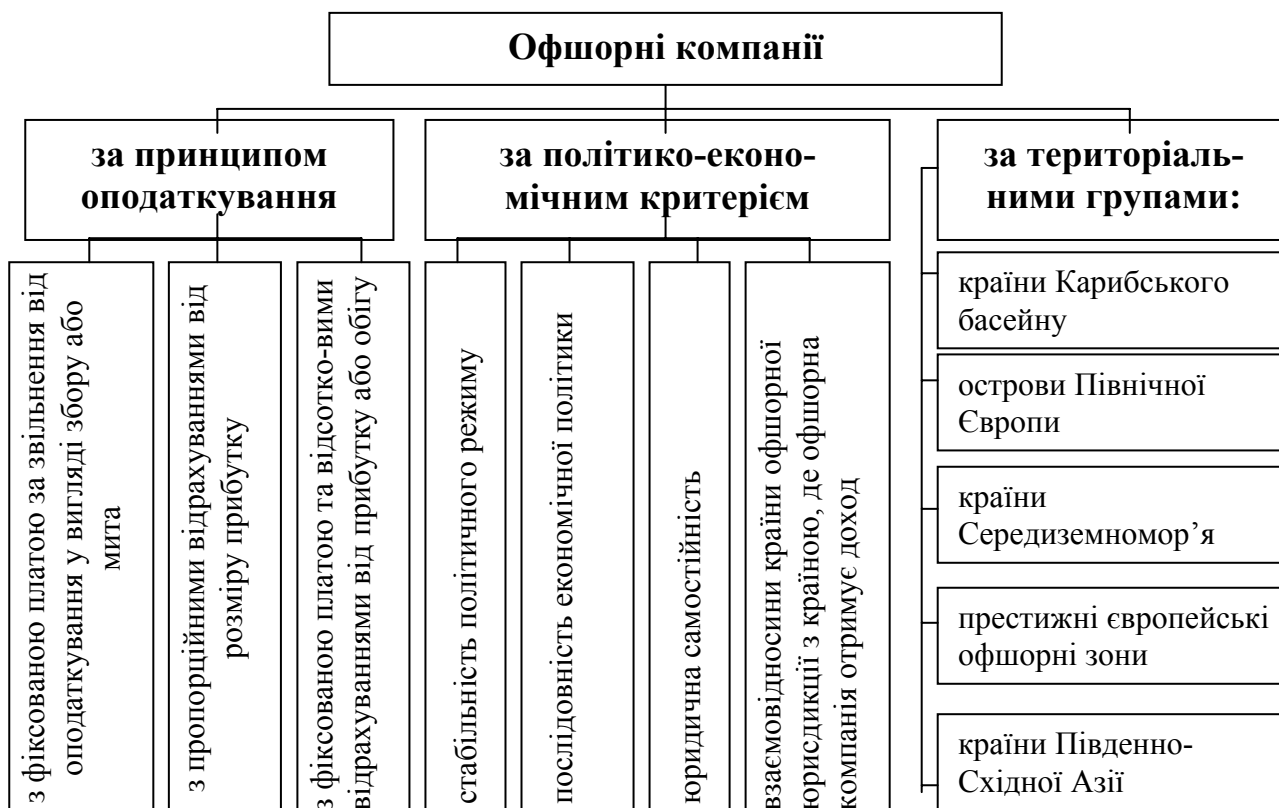 Офшорні компанії
за принципом
оподаткування
за політико-еконо-
мічним критерієм
за територіаль-
ними групами:
з фіксованою платою за звільнення від
оподаткування у вигляді збору або
мита
з пропорційними відрахуваннями від
розміру прибутку
з фіксованою платою та відсотко-вими
відрахуваннями від прибутку або обігу
стабільність політичного режиму
послідовність економічної політики
юридична самостійність
взаємовідносини країни офшорної
юрисдикції з країною, де офшорна
компанія отримує доход
країни Карибського
басейну
острови Північної
Європи
країни
Середиземномор’я
престижні європейські
офшорні зони
країни Південно-
Східної Азії